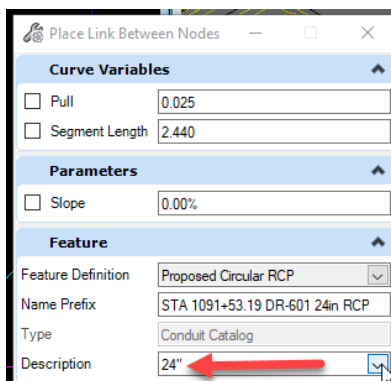 Place Link Between Nodes
Curve Variables
Pull 0.025
Segment Length 2.440
Parameters
Slope 0.00%
Feature
Feature Definition Proposed Circular RCP
Name Prefix STA 1091+53.19 DR-601 24in RCP
Type Conduit Catalog
Description 24"